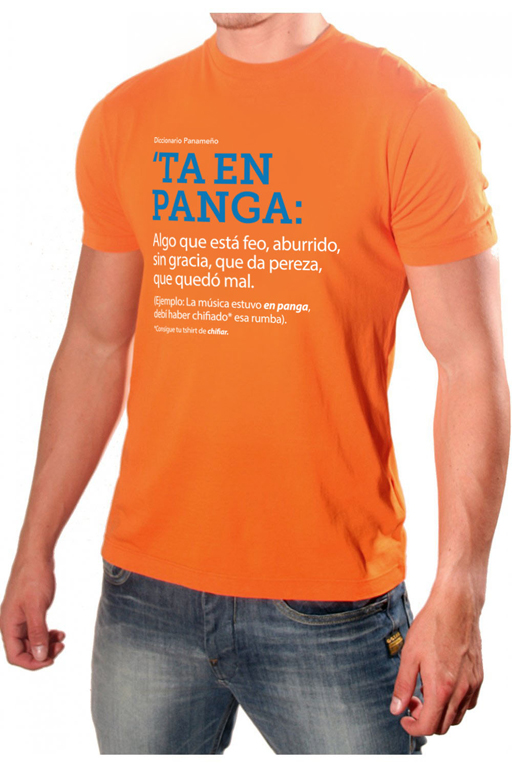 Diccionario Panameño
‘TA EN
PANGA:
Algo que está feo, aburrido,
sin gracia, que da pereza,
que quedó mal.
(Ejemplo: La música estuvo en panga,
debí haber chifiado* esa rumba).
*Consigue tu tshirt de chifiar.